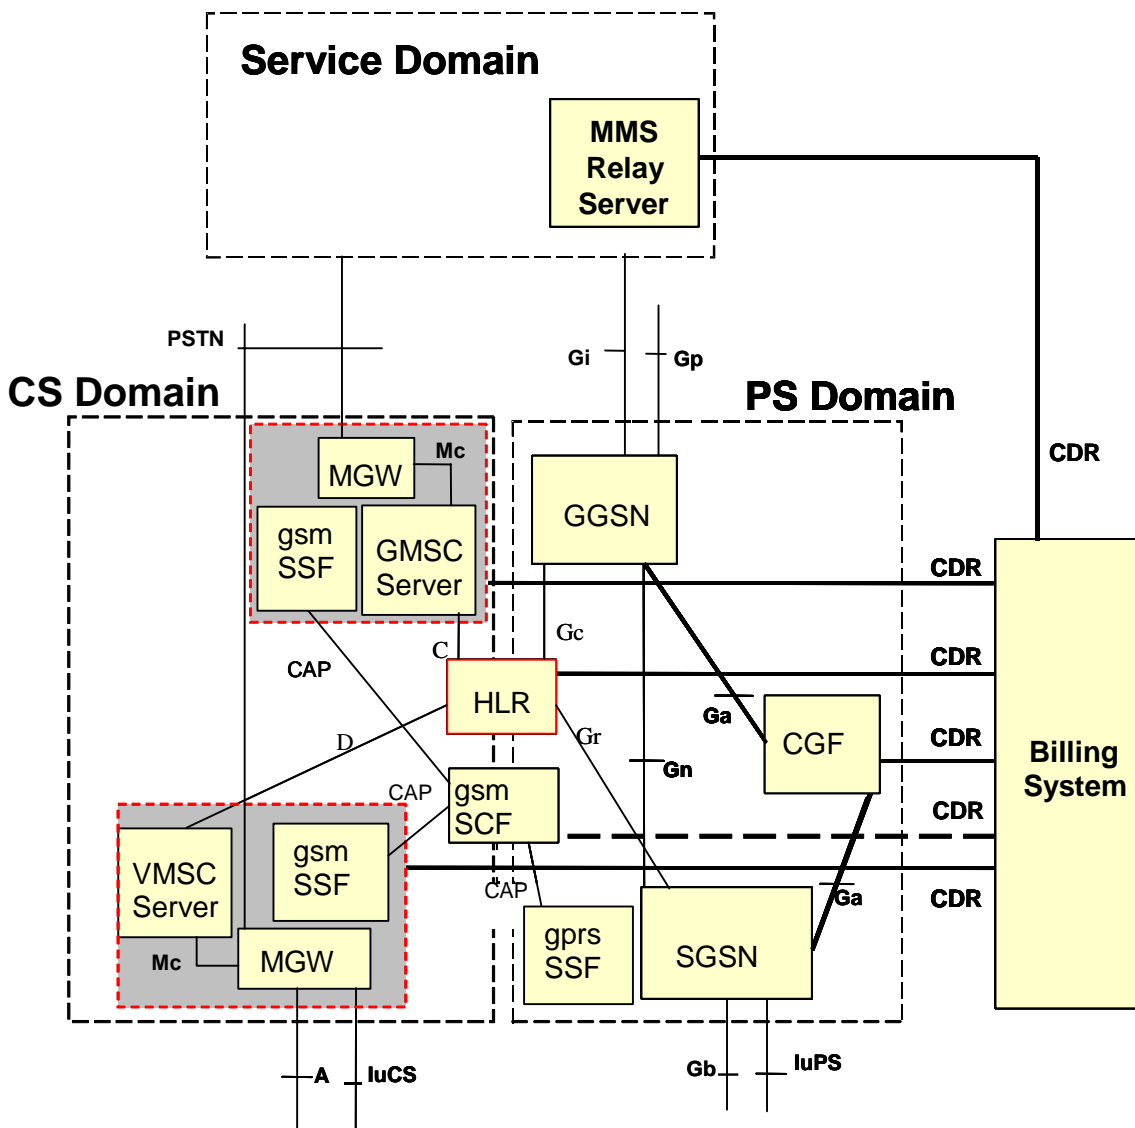 Service Domain
MMS
Relay
Server
PSTN
Gi
Gp
CS Domain
PS Domain
Mc
CDR
MGW
GGSN
gsm
SSF
GMSC
Server
CDR
Gc
C
CAP
CDR
HLR
Ga
Gr
D
CGF
CDR
Billing
System
Gn
CAP
gsm
SCF
CDR
VMSC
Server
gsm
SSF
CAP
Ga
CDR
gprs
SSF
SGSN
Mc
MGW
A
IuCS
Gb
IuPS